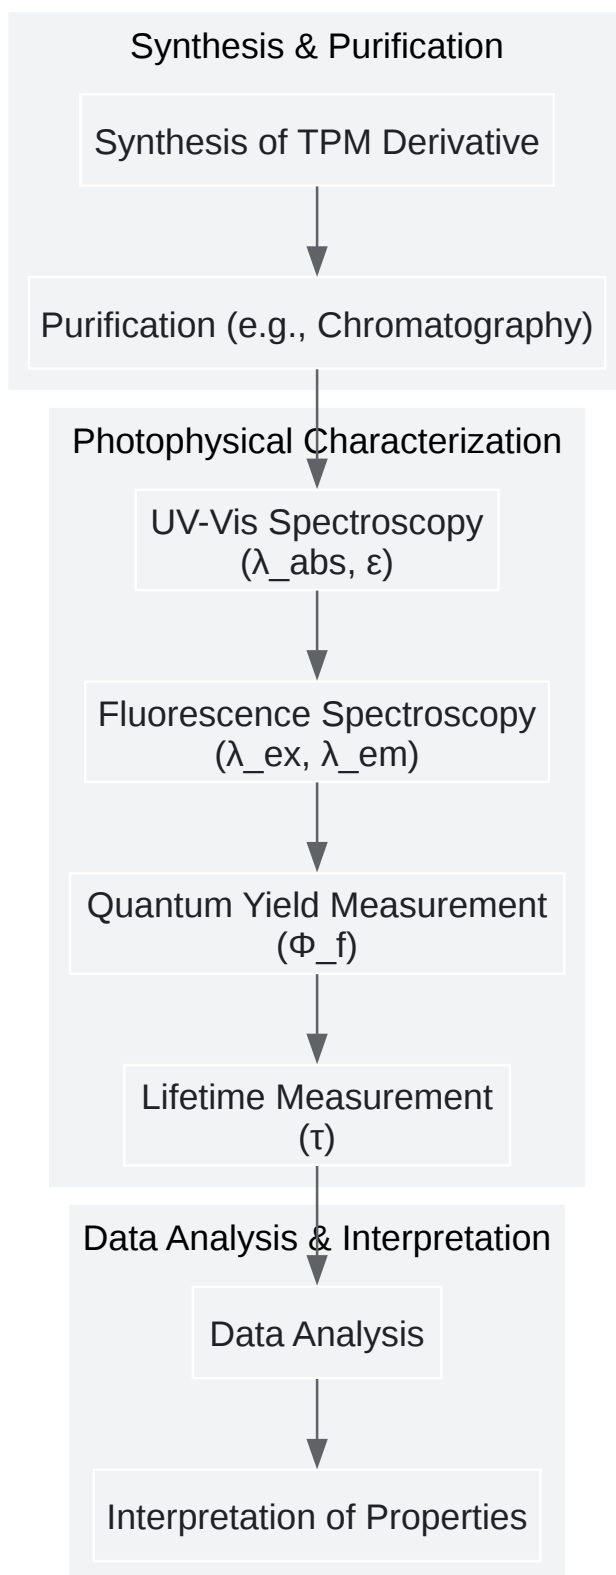 Synthesis & Purification
Synthesis of TPM Derivative
Purification (e.g., Chromatography)
Photophysical Characterization
UV-Vis Spectroscopy
(λ_abs, ε)
Fluorescence Spectroscopy
(λ_ex, λ_em)
Quantum Yield Measurement
(Φ_f)
Lifetime Measurement
(τ)
Data Analysis & Interpretation
Data Analysis
Interpretation of Properties